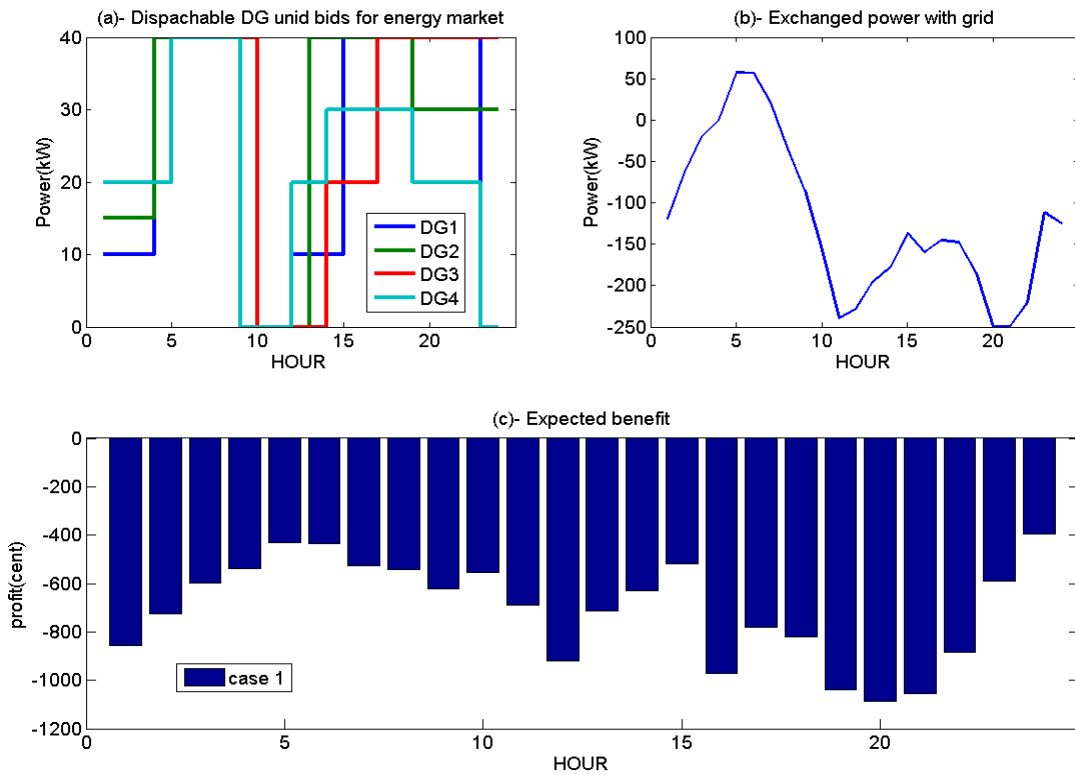 (a)- Dispachable DG unid bids for energy market
40
30
20
10
0
0
5
10
15
20
Power(kW)
HOUR
DG1
DG2
DG3
DG4
(b)- Exchanged power with grid
100
50
0
-50
-100
-150
-200
-250
0
5
10
15
20
Power(kW)
HOUR
(c)- Expected benefit
0
-200
-400
-600
-800
-1000
-1200
0
5
10
15
20
profit(cent)
HOUR
case 1